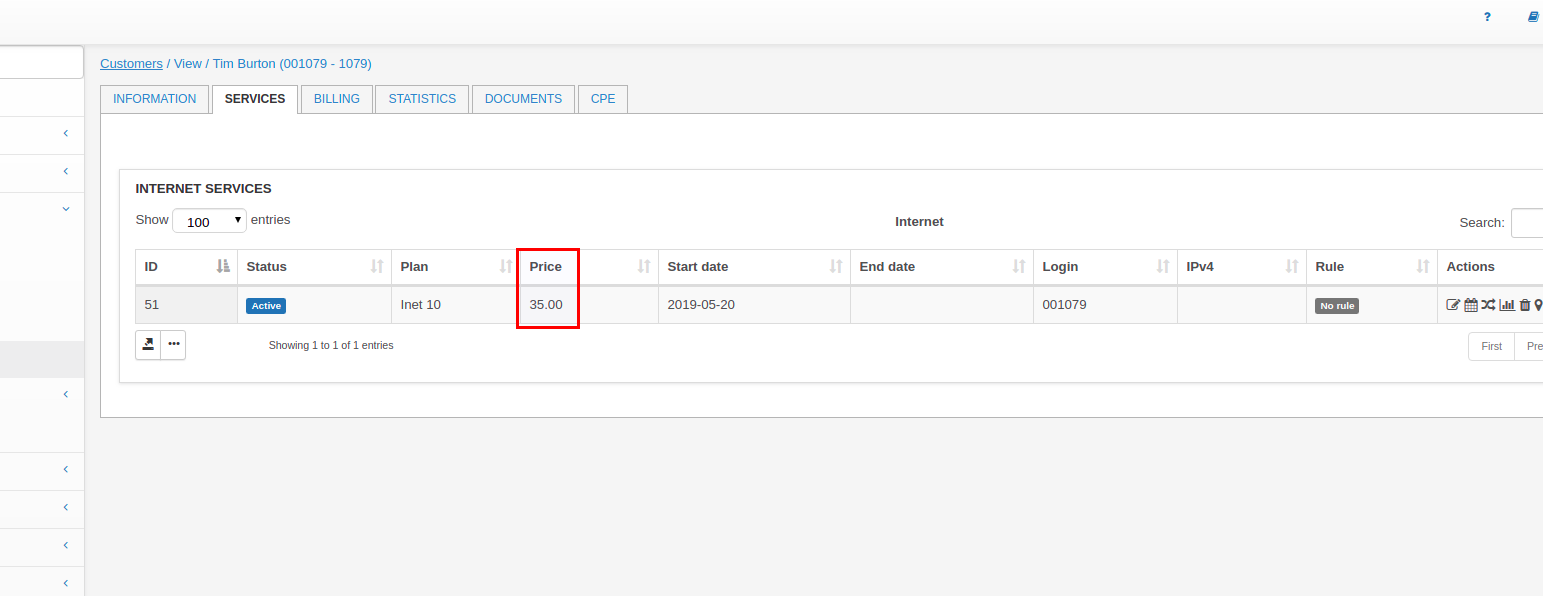 ?
Customers / View / Tim Burton (001079 - 1079)
INFORMATION SERVICES BILLING STATISTICS DOCUMENTS CPE
INTERNET SERVICES
Show 100 entries Internet Search:
ID Status Plan Price Start date End date Login IPv4 Rule Actions
51 Active Inet 10 35.00 2019-05-20 001079 No rule
••• Showing 1 to 1 of 1 entries First Pre